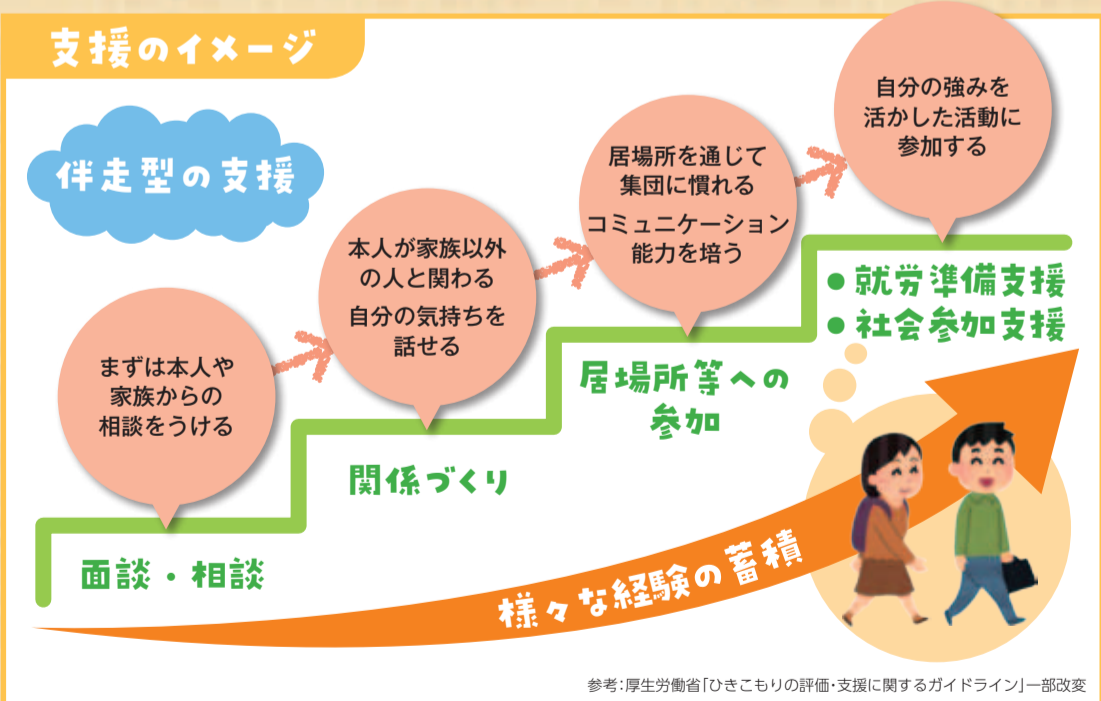 支援のイメージ
伴走型の支援
まずは本人や
家族からの
相談をうける
面談・相談
本人が家族以外
の人と関わる
自分の気持ちを
話せる
関係づくり
居場所を通じて
集団に慣れる
コミュニケーション
能力を培う
居場所等への
参加
自分の強みを
活かした活動に
参加する
●就労準備支援
●社会参加支援
様々な経験の蓄積
参考:厚生労働省「ひきこもりの評価・支援に関するガイドライン」一部改変